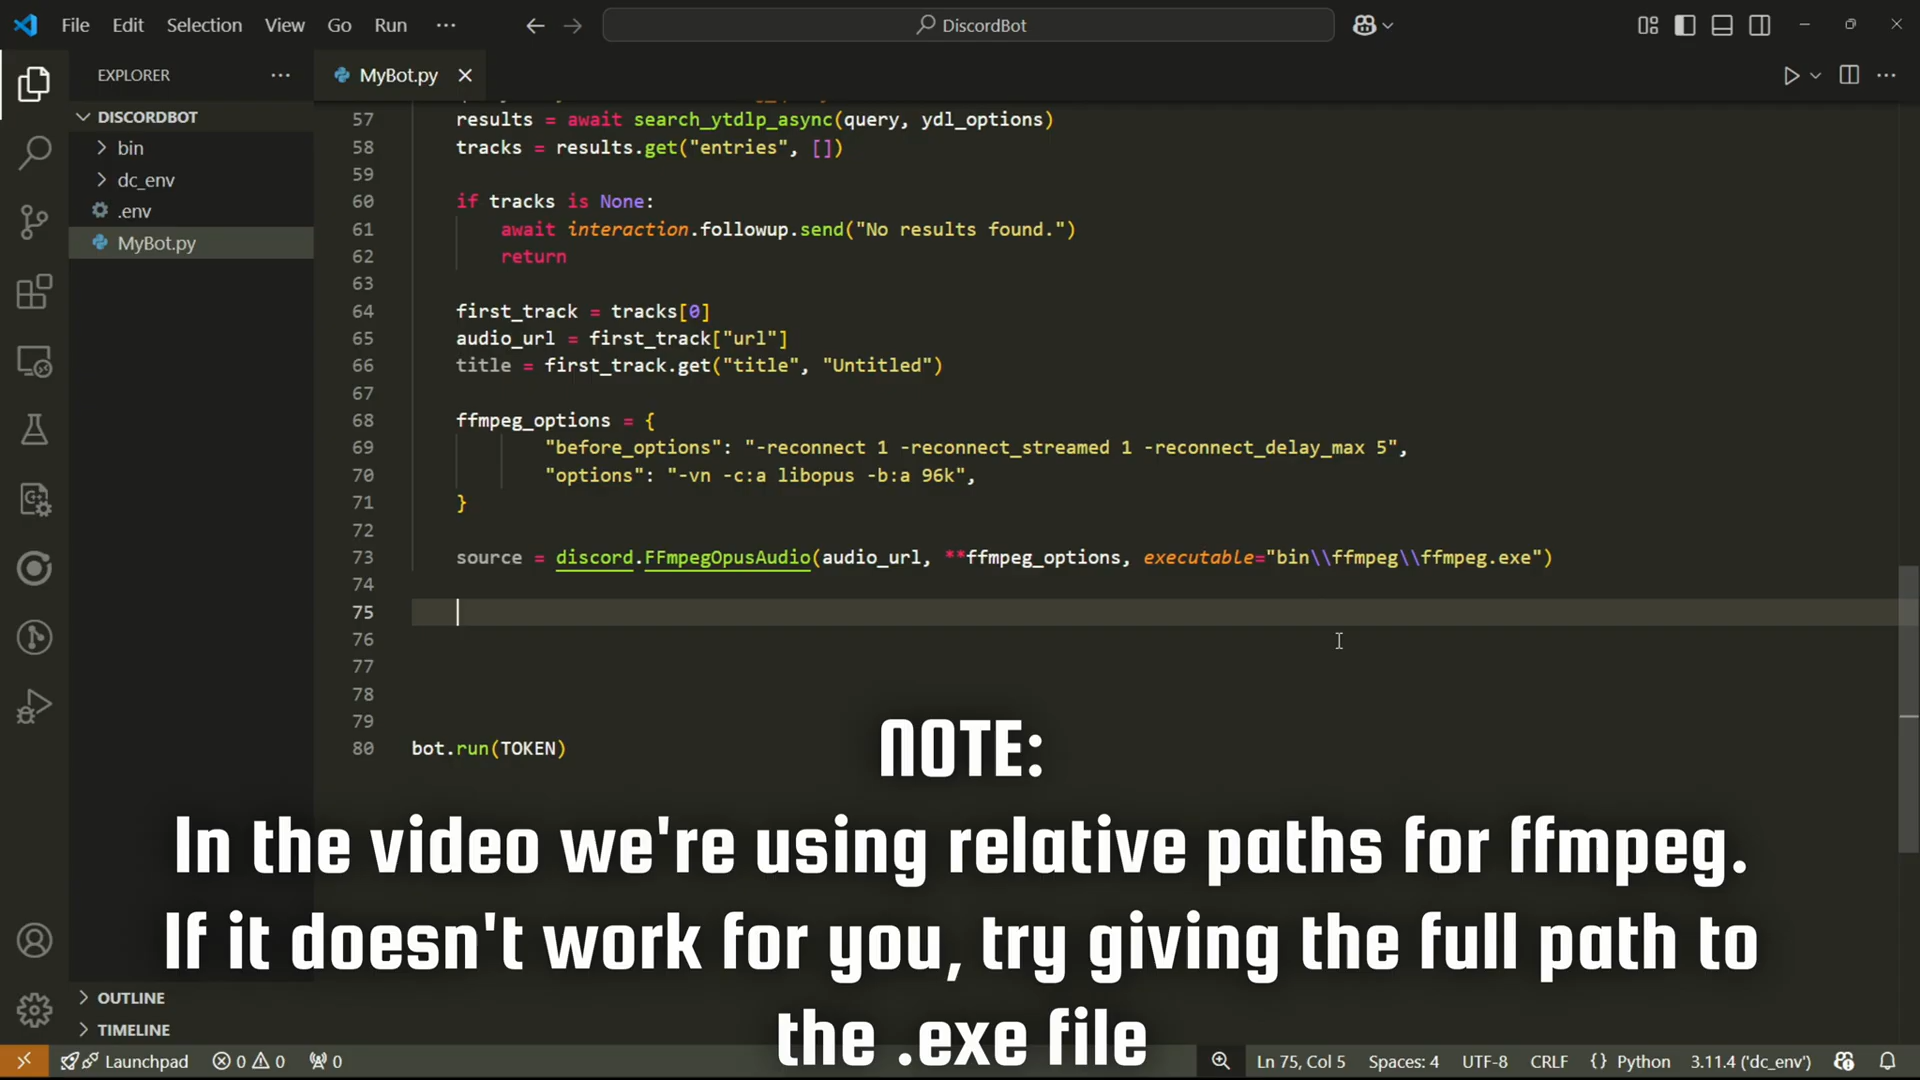 File Edit Selection View Go Run ... DiscordBot
EXPLORER ... MyBot.py
DISCORDBOT
bin
dc_env
.env
MyBot.py
57 results = await search_ytdlp_async(query, ydl_options)
58 tracks = results.get("entries", [])
59
60 if tracks is None:
61 await interaction.followup.send("No results found.")
62 return
63
64 first_track = tracks[0]
65 audio_url = first_track["url"]
66 title = first_track.get("title", "Untitled")
67
68 ffmpeg_options = {
69 "before_options": "-reconnect 1 -reconnect_streamed 1 -reconnect_delay_max 5",
70 "options": "-vn -c:a libopus -b:a 96k",
71 }
72
73 source = discord.FFmpegOpusAudio(audio_url, **ffmpeg_options, executable="bin\\ffmpeg\\ffmpeg.exe")
74
75
76
77
78
79
80 bot.run(TOKEN)
NOTE:
In the video we're using relative paths for ffmpeg.
If it doesn't work for you, try giving the full path to
the .exe file
OUTLINE
TIMELINE
Launchpad 0 0 0 Ln 75, Col 5 Spaces: 4 UTF-8 CRLF {} Python 3.11.4 ('dc_env')